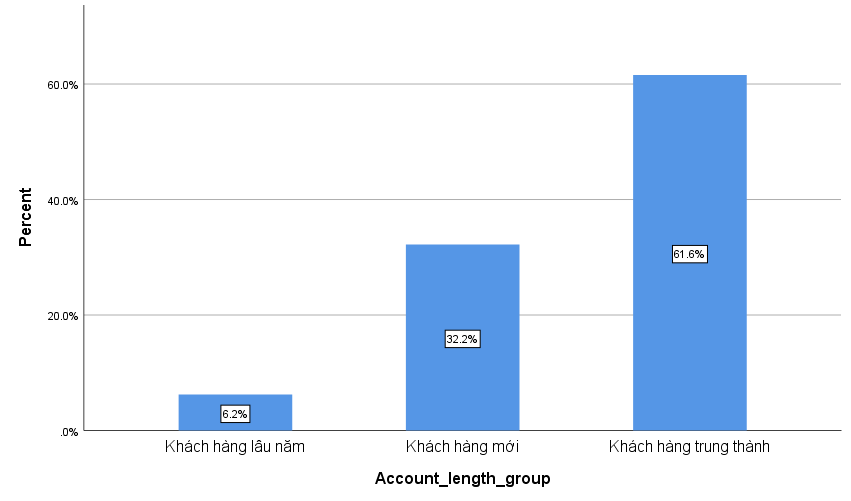 60.0%
40.0%
20.0%
.0%
Percent
6.2%
32.2%
61.6%
Khách hàng lâu năm
Khách hàng mới
Khách hàng trung thành
Account_length_group